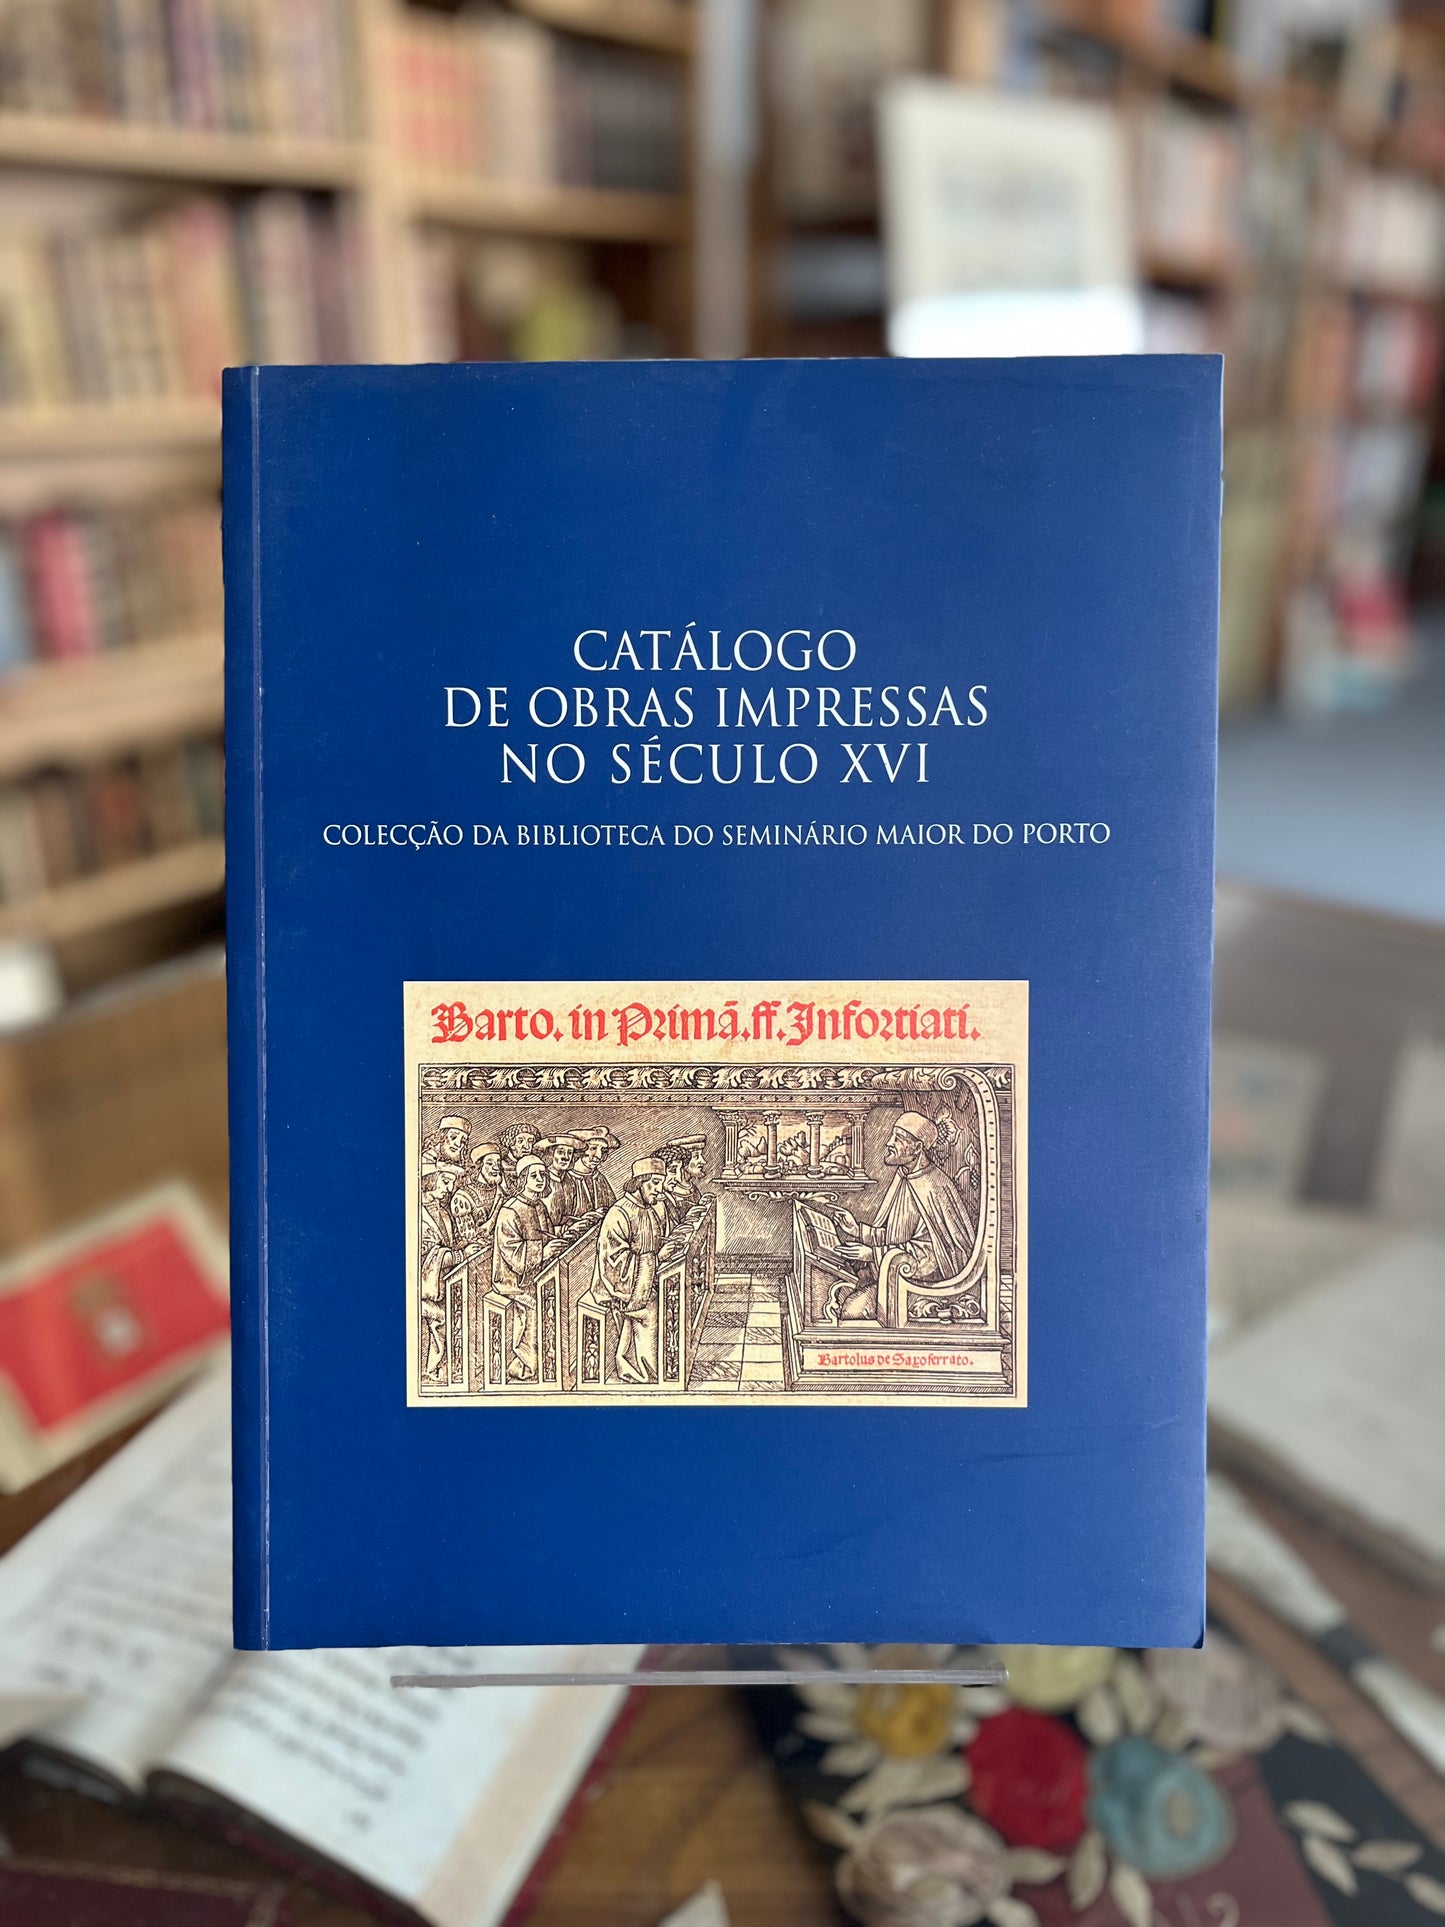 CATÁLOGO
DE OBRAS IMPRESSAS
NO SÉCULO XVI
COLECÇÃO DA BIBLIOTECA DO SEMINÁRIO MAIOR DO PORTO
Barto. in Primã. ff. Infortiati.
Bartolus de Saxoferrato.